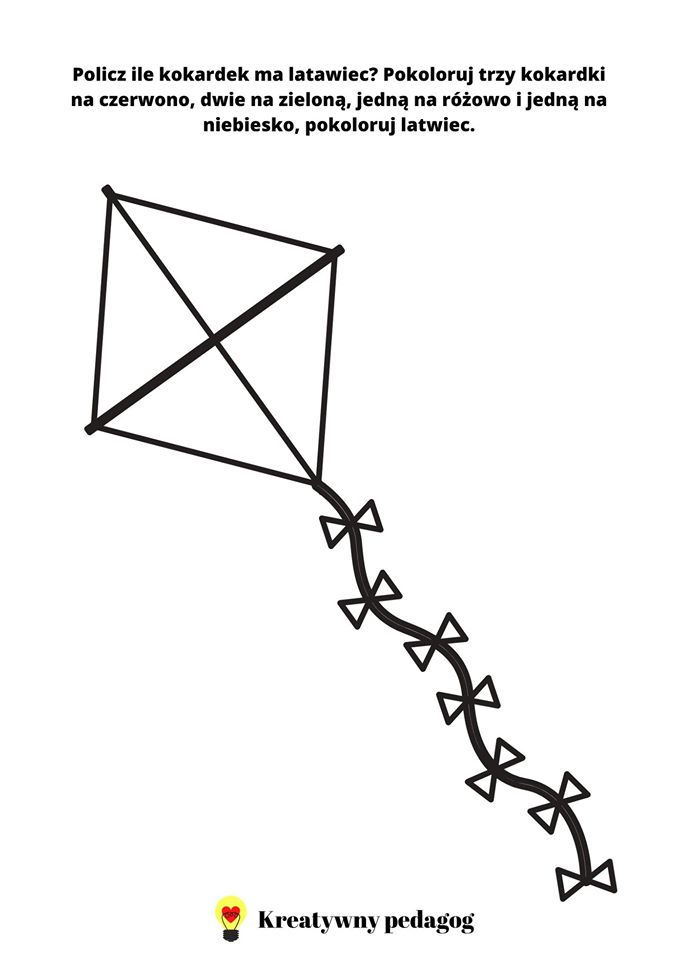 Policz ile kokardek ma latawiec? Pokoloruj trzy kokardki
na czerwono, dwie na zieloną, jedną na różowo i jedną na
niebiesko, pokoloruj latwiec.
Kreatywny pedagog